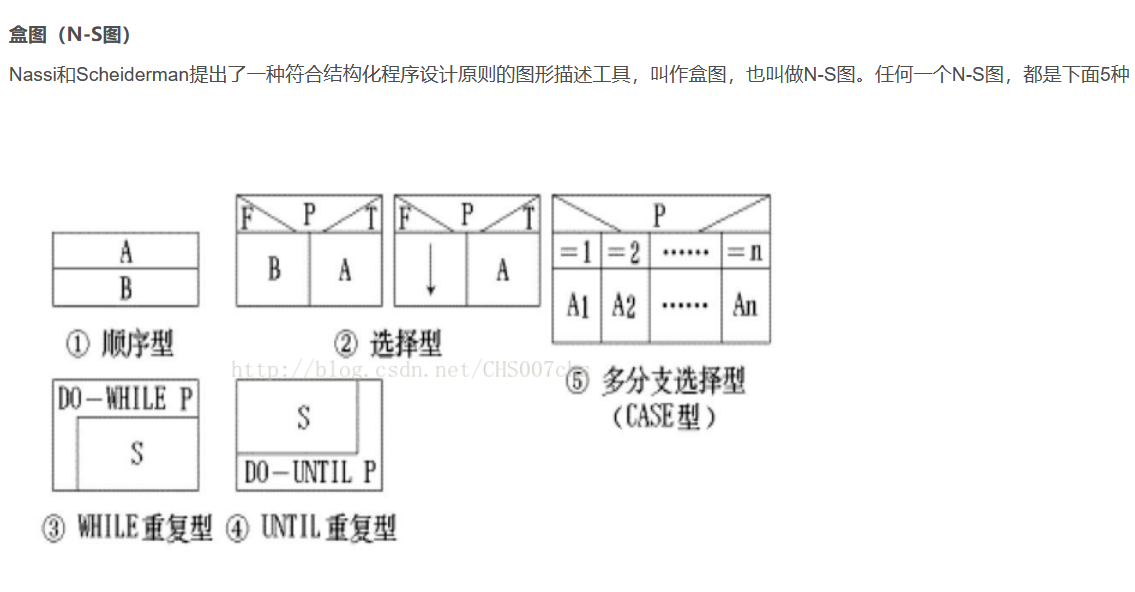 盒图（N-S图）
Nassi和Scheiderman提出了一种符合结构化程序设计原则的图形描述工具，叫作盒图，也叫做N-S图。任何一个N-S图，都是下面5种
A
B
① 顺序型
F P T
B A
F P T
A
② 选择型
P
=1 =2 …… =n
A1 A2 …… An
⑤ 多分支选择型
（CASE型）
http://blog.csdn.net/CHS007ch
DO－WHILE P
S
③ WHILE重复型
S
DO－UNTIL P
④ UNTIL重复型